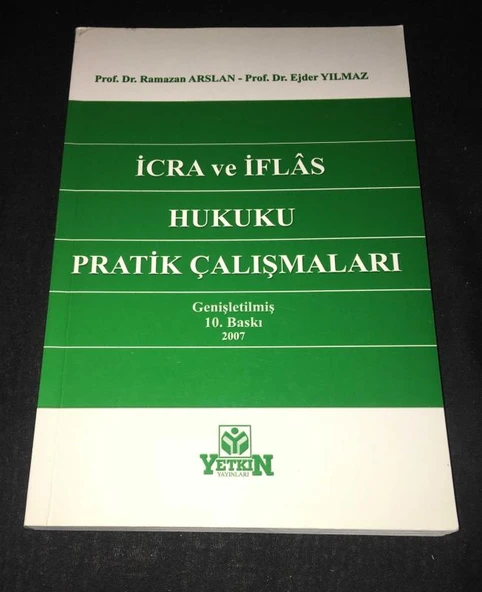 Prof. Dr. Ramazan ARSLAN - Prof. Dr. Ejder YILMAZ
İCRA ve İFLÂS
HUKUKU
PRATİK ÇALIŞMALARI
Genişletilmiş
10. Baskı
2007
YETKİN
YAYINLARI